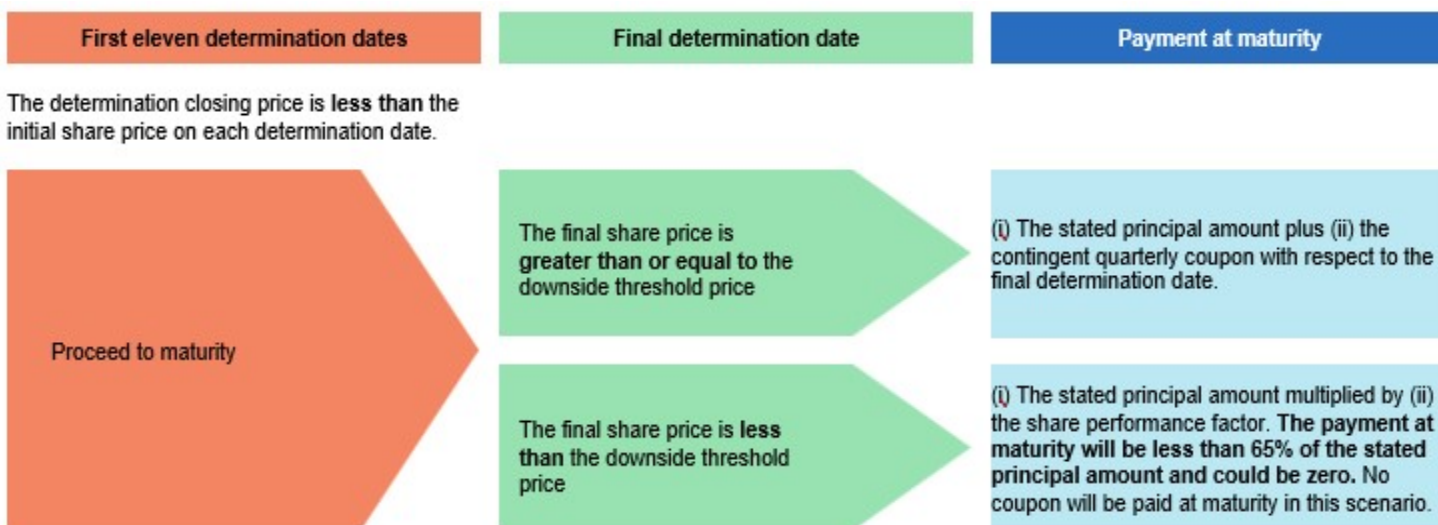 First eleven determination dates
Final determination date
Payment at maturity
The determination closing price is less than the
initial share price on each determination date.
Proceed to maturity
The final share price is
greater than or equal to the
downside threshold price
(i) The stated principal amount plus (ii) the
contingent quarterly coupon with respect to the
final determination date.
The final share price is less
than the downside threshold
price
(i) The stated principal amount multiplied by (ii)
the share performance factor. The payment at
maturity will be less than 65% of the stated
principal amount and could be zero. No
coupon will be paid at maturity in this scenario.